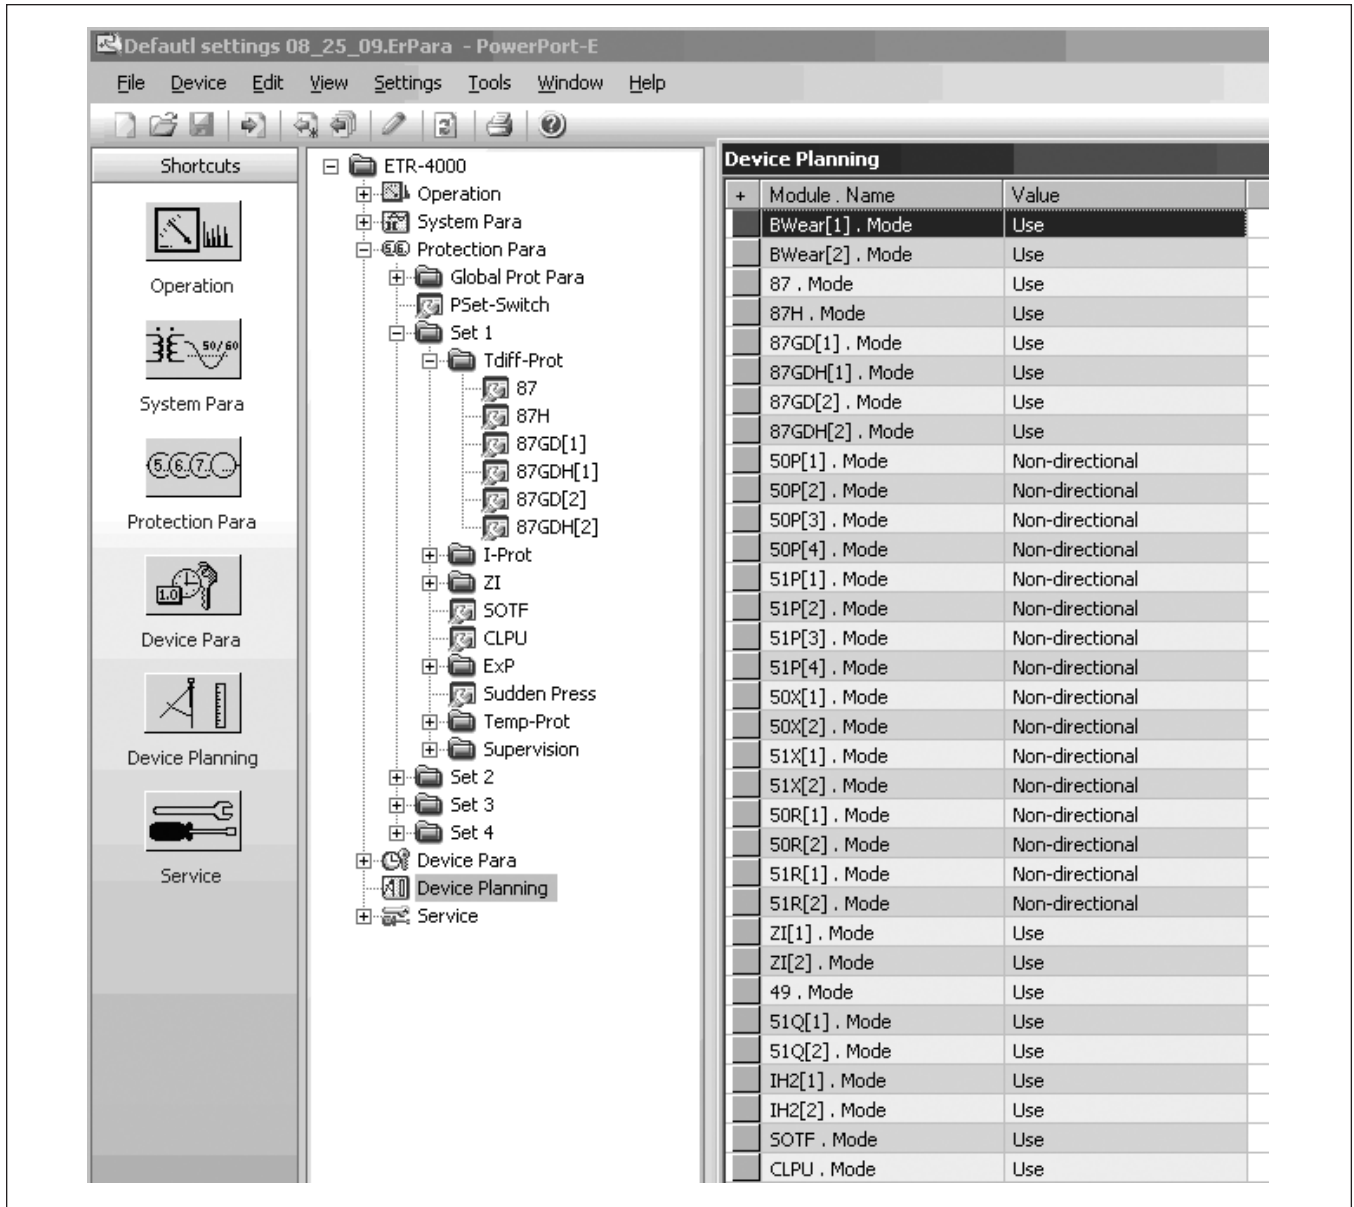 Defautl settings 08_25_09.ErPara - PowerPort-E
File Device Edit View Settings Tools Window Help
Shortcuts
Operation
50/60
System Para
5. 6. 7. ...
Protection Para
1.0
Device Para
Device Planning
Service
ETR-4000
Operation
System Para
Protection Para
Global Prot Para
PSet-Switch
Set 1
Tdiff-Prot
87
87H
87GD[1]
87GDH[1]
87GD[2]
87GDH[2]
I-Prot
ZI
SOTF
CLPU
ExP
Sudden Press
Temp-Prot
Supervision
Set 2
Set 3
Set 4
Device Para
Device Planning
Service
Device Planning
+ Module . Name Value
BWear[1] . Mode Use
BWear[2] . Mode Use
87 . Mode Use
87H . Mode Use
87GD[1] . Mode Use
87GDH[1] . Mode Use
87GD[2] . Mode Use
87GDH[2] . Mode Use
50P[1] . Mode Non-directional
50P[2] . Mode Non-directional
50P[3] . Mode Non-directional
50P[4] . Mode Non-directional
51P[1] . Mode Non-directional
51P[2] . Mode Non-directional
51P[3] . Mode Non-directional
51P[4] . Mode Non-directional
50X[1] . Mode Non-directional
50X[2] . Mode Non-directional
51X[1] . Mode Non-directional
51X[2] . Mode Non-directional
50R[1] . Mode Non-directional
50R[2] . Mode Non-directional
51R[1] . Mode Non-directional
51R[2] . Mode Non-directional
ZI[1] . Mode Use
ZI[2] . Mode Use
49 . Mode Use
51Q[1] . Mode Use
51Q[2] . Mode Use
IH2[1] . Mode Use
IH2[2] . Mode Use
SOTF . Mode Use
CLPU . Mode Use